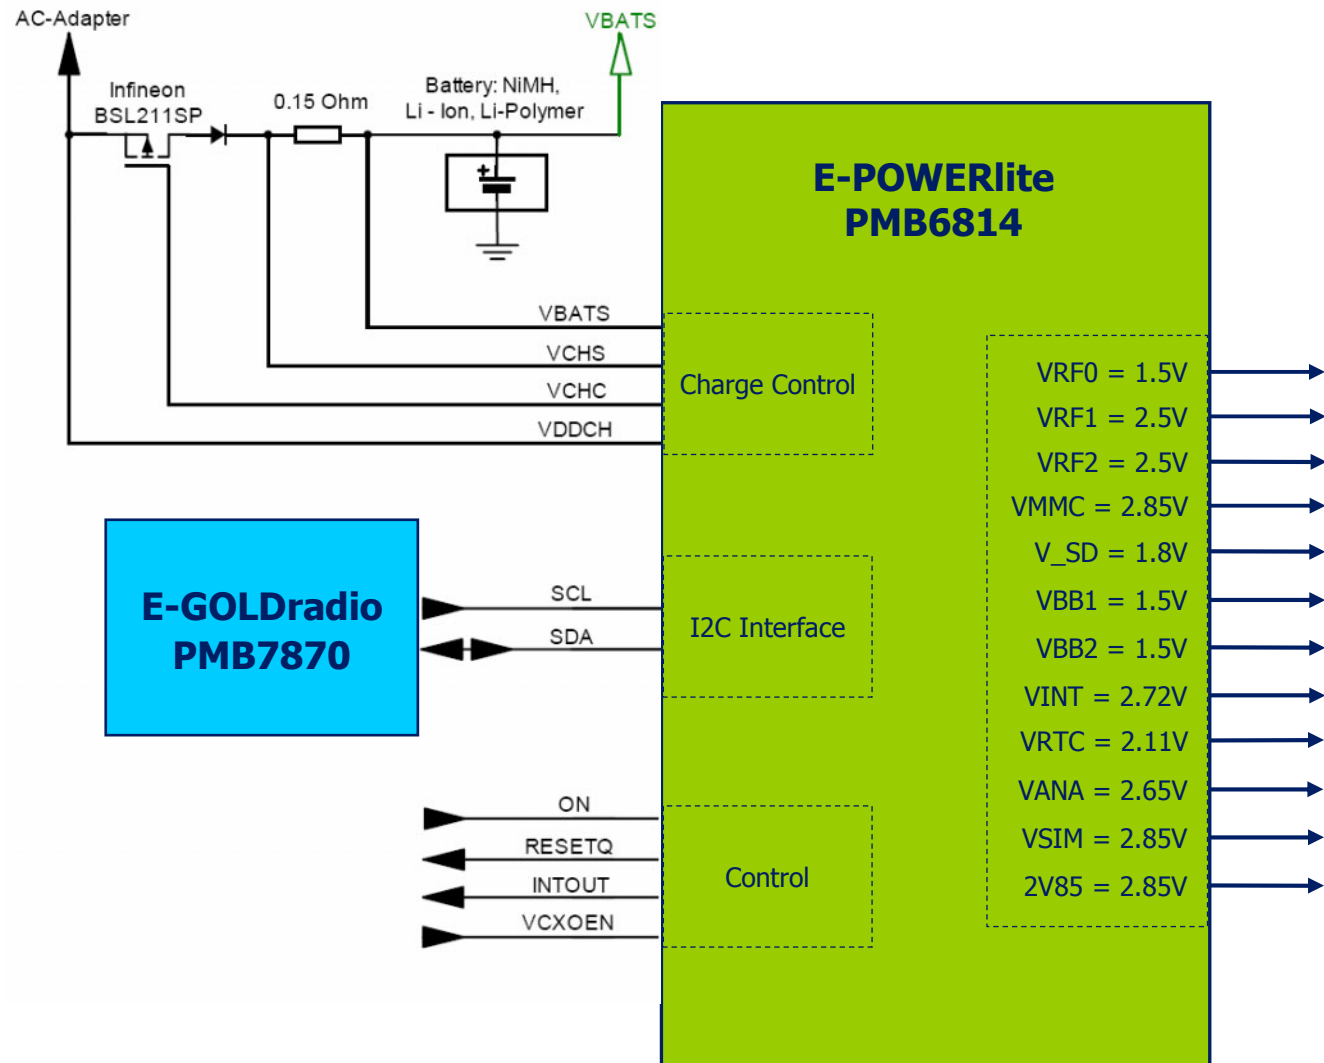 AC-Adapter
VBATS
Infineon
BSL211SP
0.15 Ohm
Battery: NiMH,
Li - Ion, Li-Polymer
+
E-POWERlite
PMB6814
VBATS
VCHS
VCHC
VDDCH
Charge Control
VRF0 = 1.5V
VRF1 = 2.5V
VRF2 = 2.5V
VMMC = 2.85V
V_SD = 1.8V
VBB1 = 1.5V
VBB2 = 1.5V
VINT = 2.72V
VRTC = 2.11V
VANA = 2.65V
VSIM = 2.85V
2V85 = 2.85V
E-GOLDradio
PMB7870
SCL
SDA
I2C Interface
ON
RESETQ
INTOUT
VCXOEN
Control